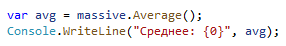 var avg = massive.Average();
Console.WriteLine("Среднее: {0}", avg);